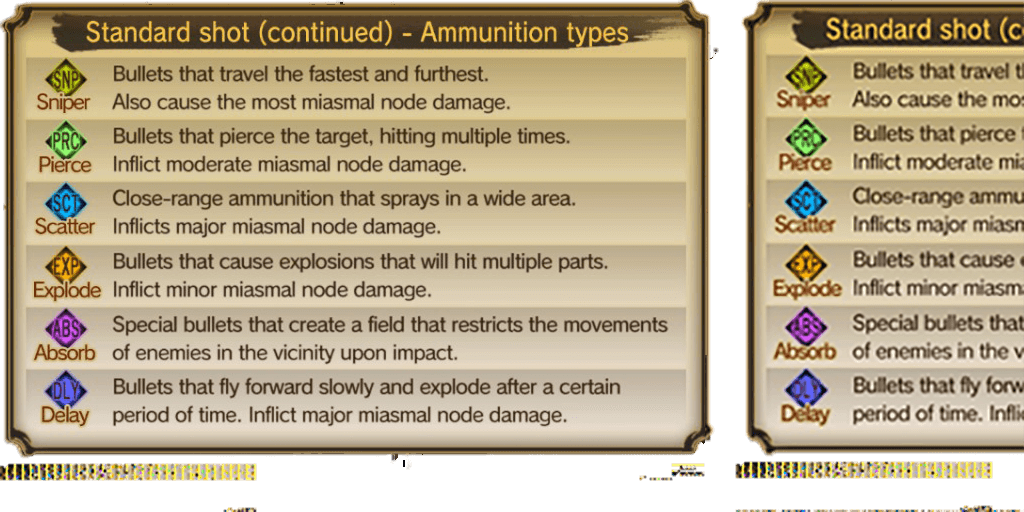 Standard shot (continued) - Ammunition types
SNP
Sniper
Bullets that travel the fastest and furthest.
Also cause the most miasmal node damage.
PRC
Pierce
Bullets that pierce the target, hitting multiple times.
Inflict moderate miasmal node damage.
SCT
Scatter
Close-range ammunition that sprays in a wide area.
Inflicts major miasmal node damage.
EXP
Explode
Bullets that cause explosions that will hit multiple parts.
Inflict minor miasmal node damage.
ABS
Absorb
Special bullets that create a field that restricts the movements
of enemies in the vicinity upon impact.
DLY
Delay
Bullets that fly forward slowly and explode after a certain
period of time. Inflict major miasmal node damage.
Standard shot (c
SNP
Sniper
Bullets that travel t
Also cause the mo
PRC
Pierce
Bullets that pierce
Inflict moderate mia
SCT
Scatter
Close-range ammu
Inflicts major miasm
EXP
Explode
Bullets that cause
Inflict minor miasm
ABS
Absorb
Special bullets that
of enemies in the v
DLY
Delay
Bullets that fly forw
period of time. Infli